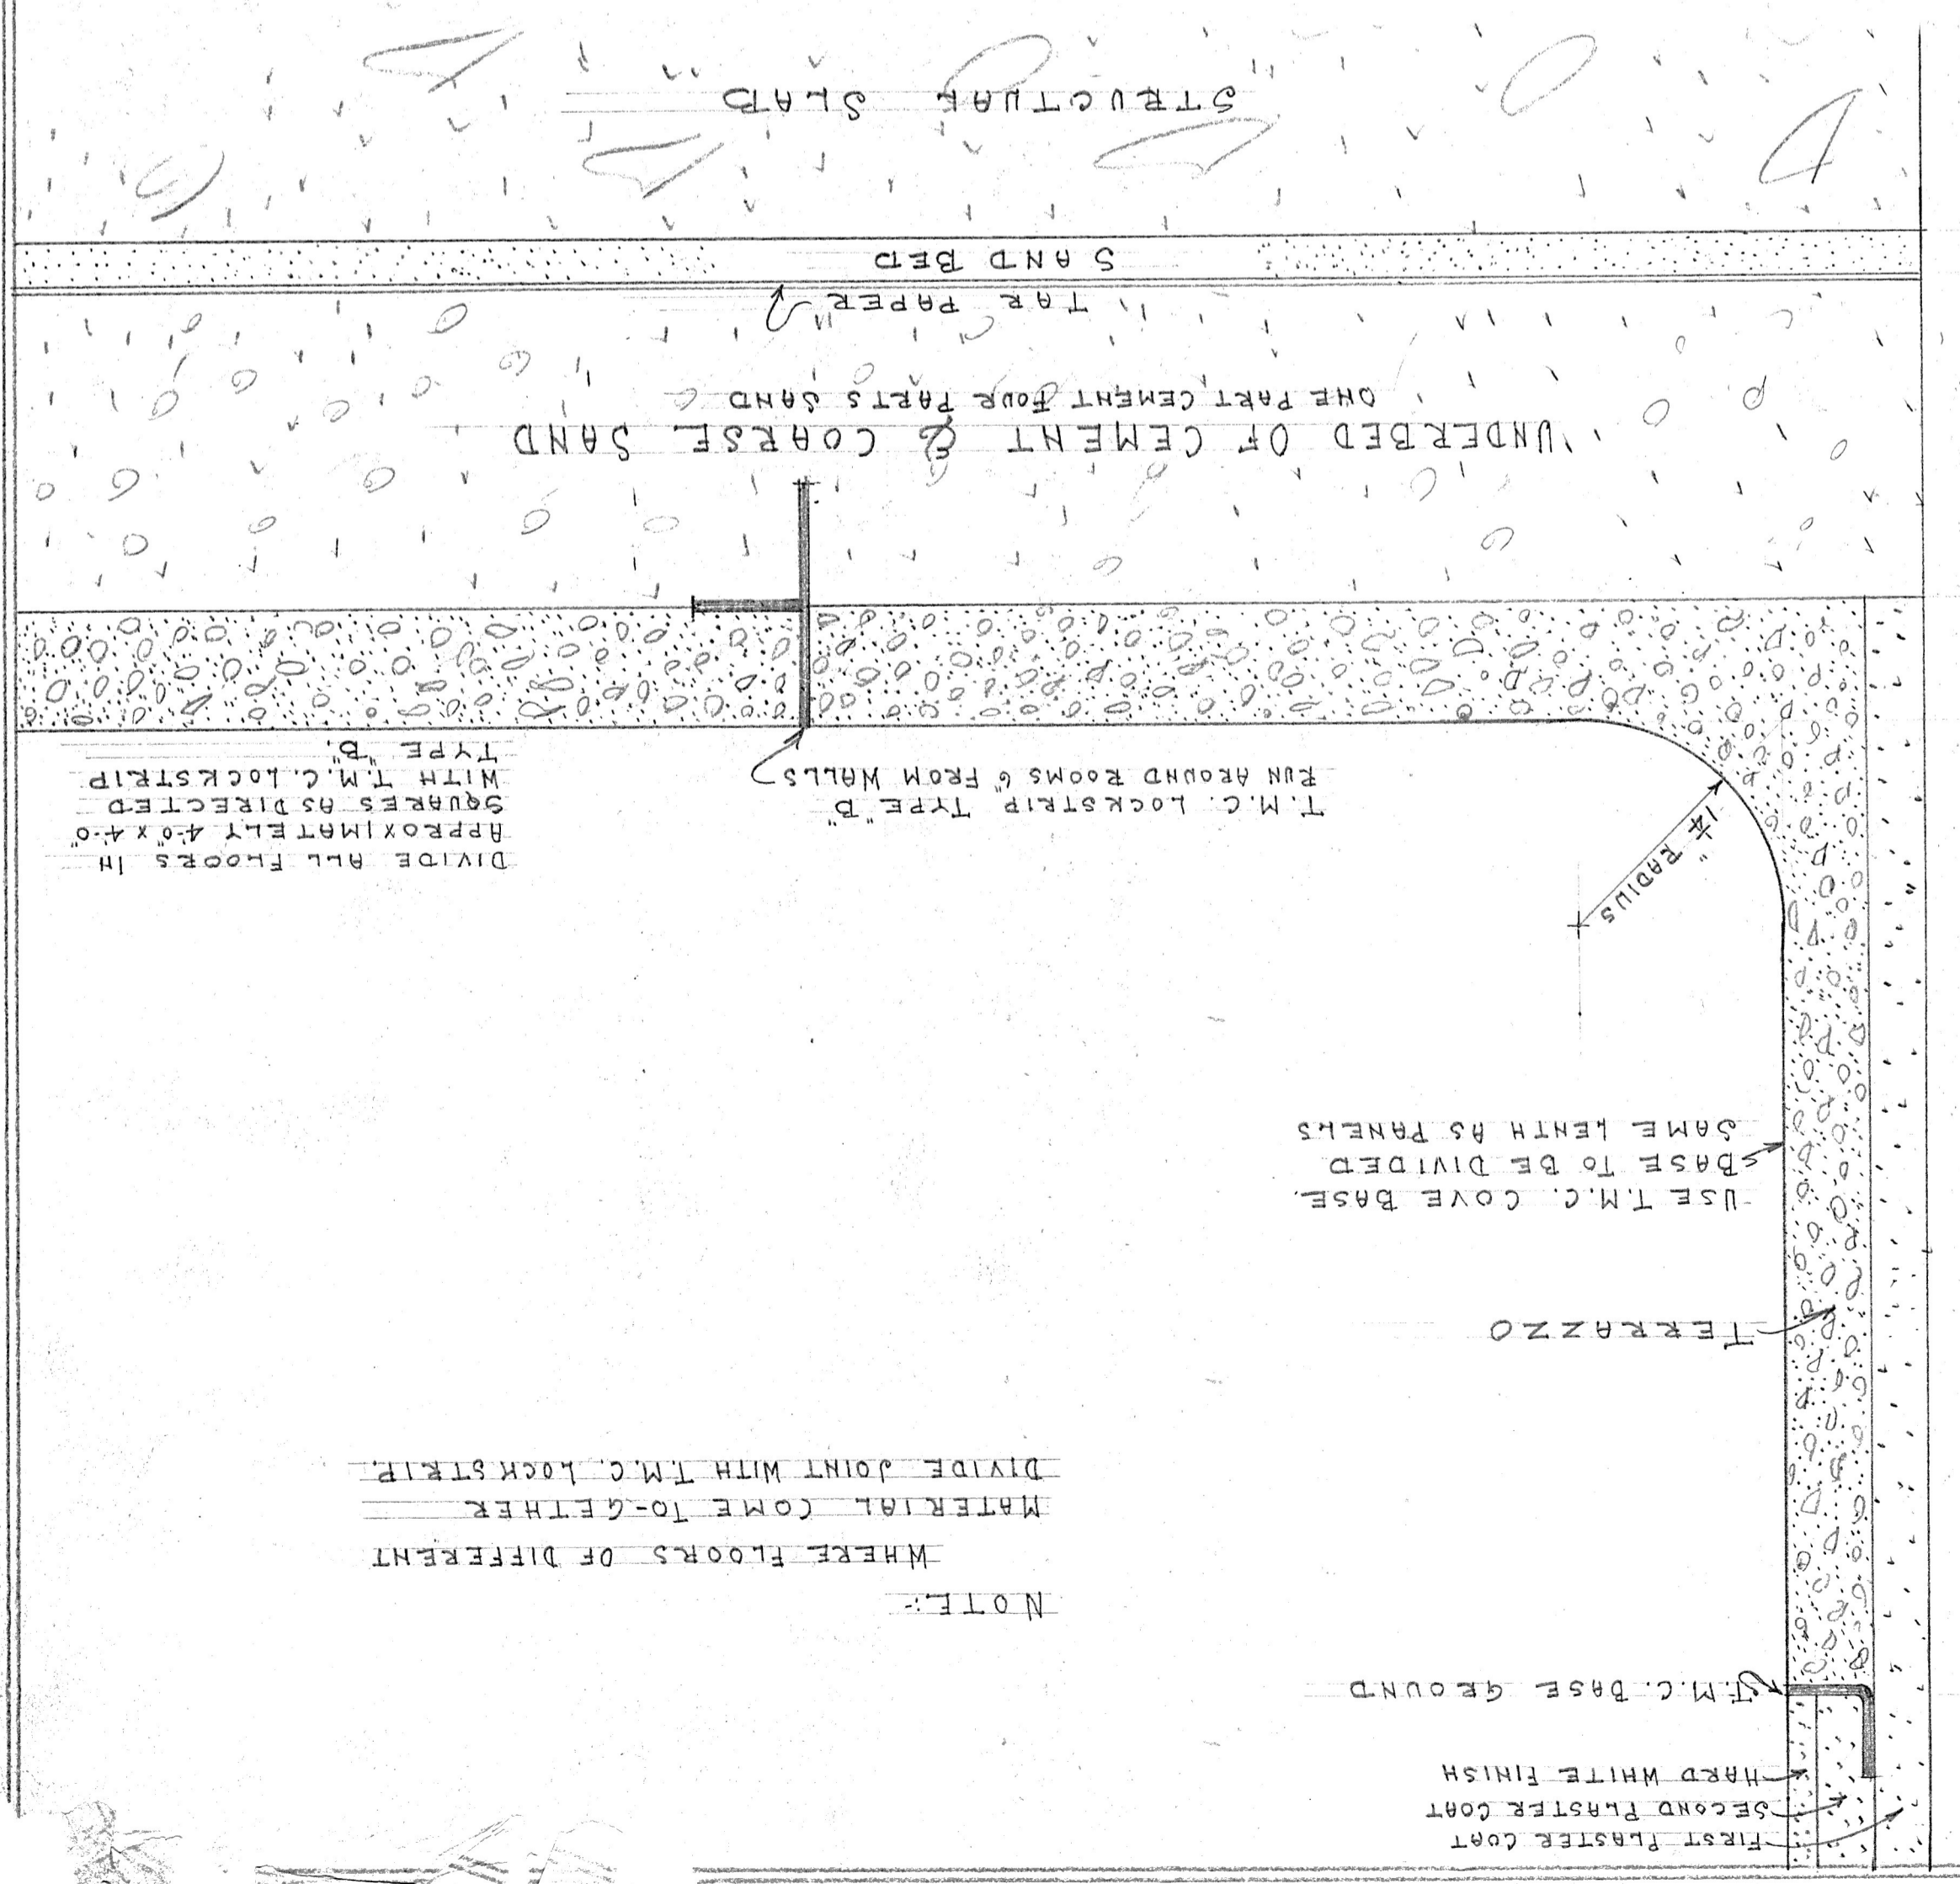 FIRST PLASTER COAT
SECOND PLASTER COAT
HARD WHITE FINISH
T.M.C. BASE GROUND
NOTE:-
WHERE FLOORS OF DIFFERENT
MATERIAL COME TO-GETHER
DIVIDE JOINT WITH T.M.C. LOCKSTRIP.
TERRAZZO
USE T.M.C. COVE BASE.
BASE TO BE DIVIDED
SAME LENTH AS PANELS
1¼" RADIUS
DIVIDE ALL FLOORS IN
APPROXIMATELY 4'-0" x 4'-0"
SQUARES AS DIRECTED
WITH T.M.C. LOCKSTRIP
TYPE "B".
T.M.C. LOCKSTRIP TYPE "B"
RUN AROUND ROOMS 6" FROM WALLS
UNDERBED OF CEMENT & COARSE SAND
ONE PART CEMENT FOUR PARTS SAND
TAR PAPER
SAND BED
STRUCTUAL SLAB